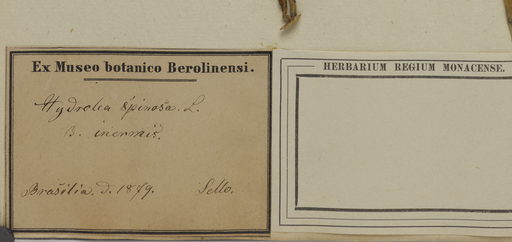 Ex Museo botanico Berolinensi.
HERBARIUM REGIUM MONACENSE.
Hydrolea spinosa. L.
β. inermis.
Brasilia. d. 1879. Sello.